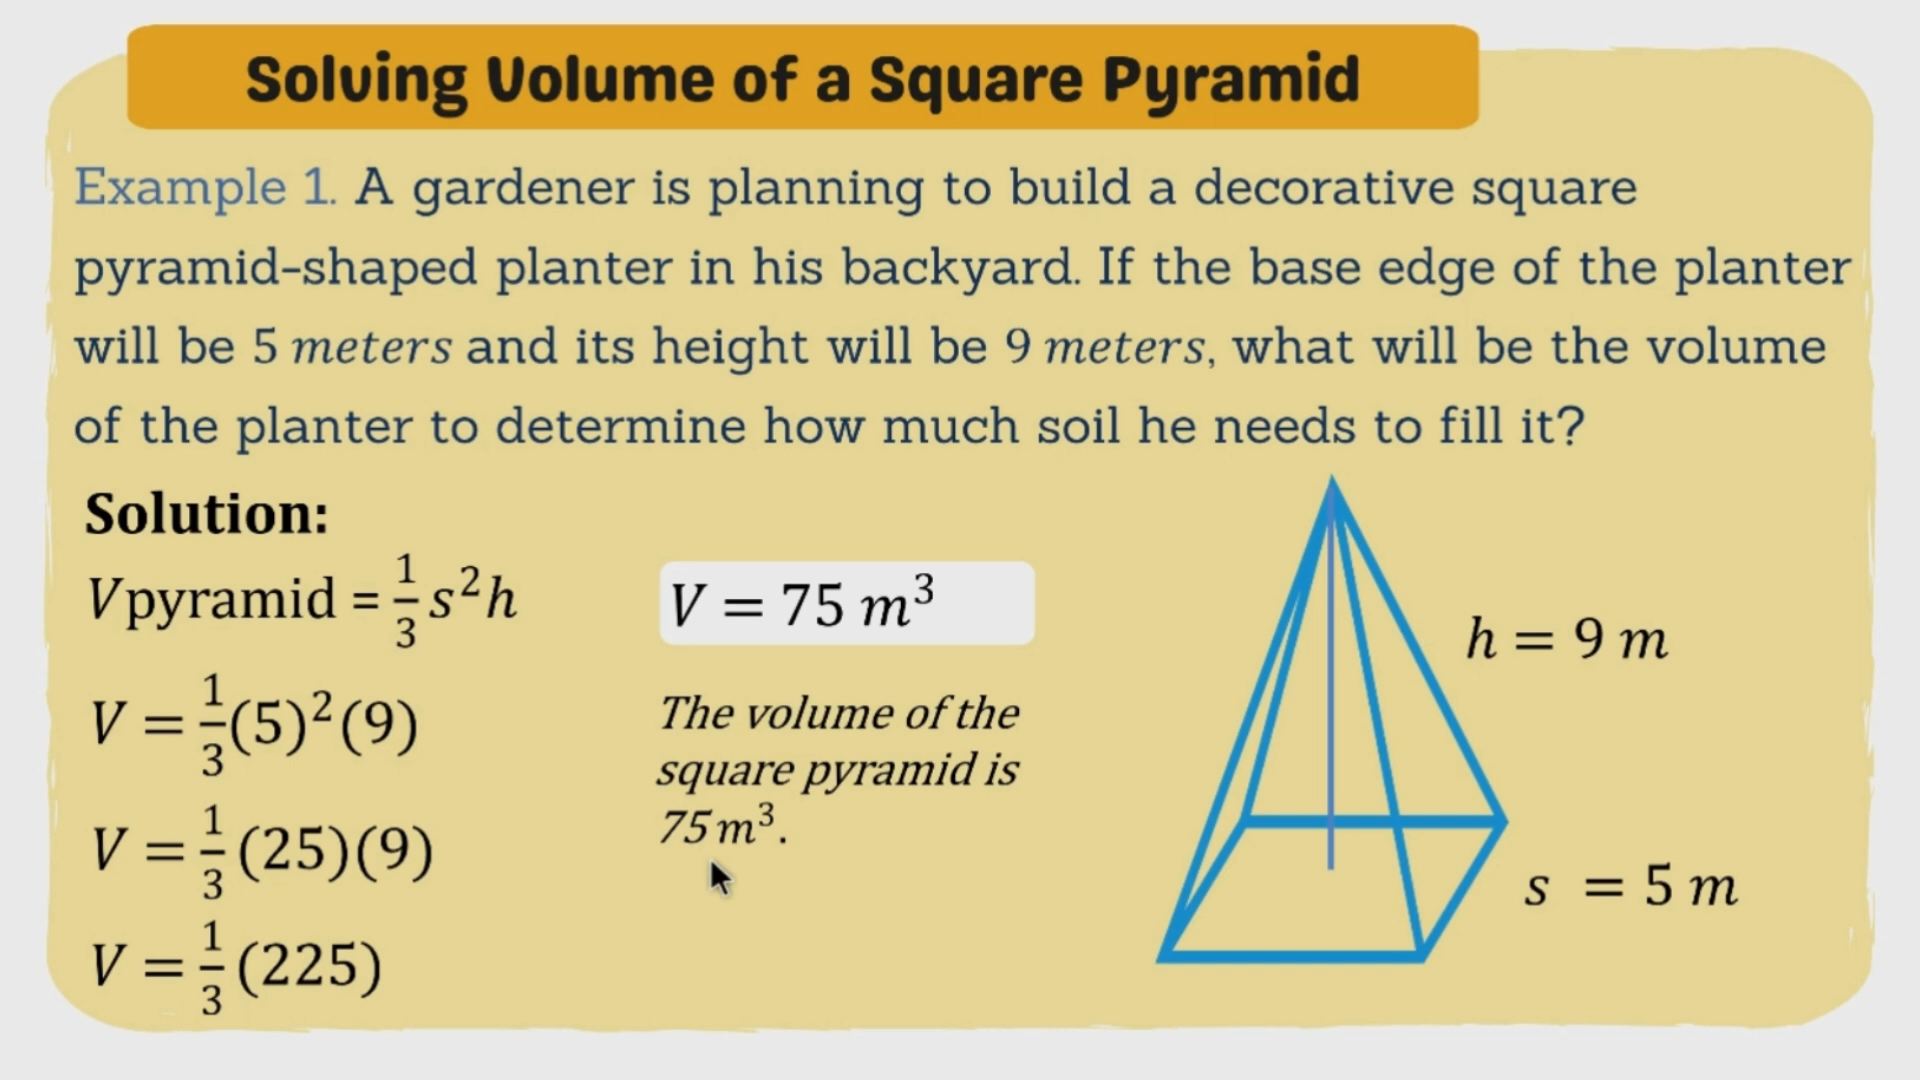 Solving Volume of a Square Pyramid
Example 1. A gardener is planning to build a decorative square
pyramid-shaped planter in his backyard. If the base edge of the planter
will be 5 meters and its height will be 9 meters, what will be the volume
of the planter to determine how much soil he needs to fill it?
Solution:
Vpyramid = 1/3 s²h
V = 1/3 (5)²(9)
V = 1/3 (25)(9)
V = 1/3 (225)
V = 75 m³
The volume of the
square pyramid is
75 m³.
h = 9 m
s = 5 m